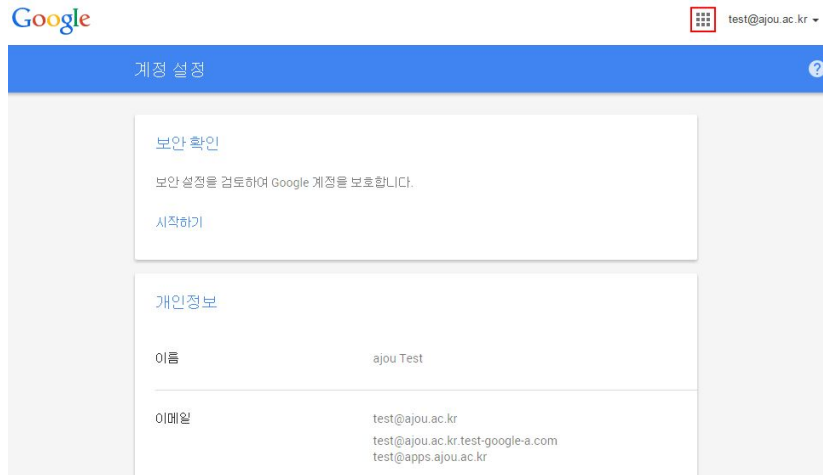 Google
test@ajou.ac.kr
계정 설정
?
보안 확인
보안 설정을 검토하여 Google 계정을 보호합니다.
시작하기
개인정보
이름 ajou Test
이메일 test@ajou.ac.kr
test@ajou.ac.kr.test-google-a.com
test@apps.ajou.ac.kr